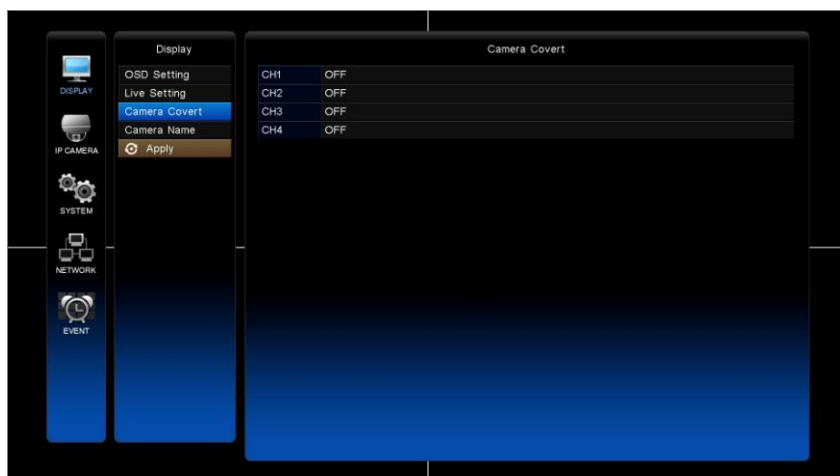 DISPLAY
IP CAMERA
SYSTEM
NETWORK
EVENT
Display
OSD Setting
Live Setting
Camera Covert
Camera Name
Apply
Camera Covert
CH1 OFF
CH2 OFF
CH3 OFF
CH4 OFF